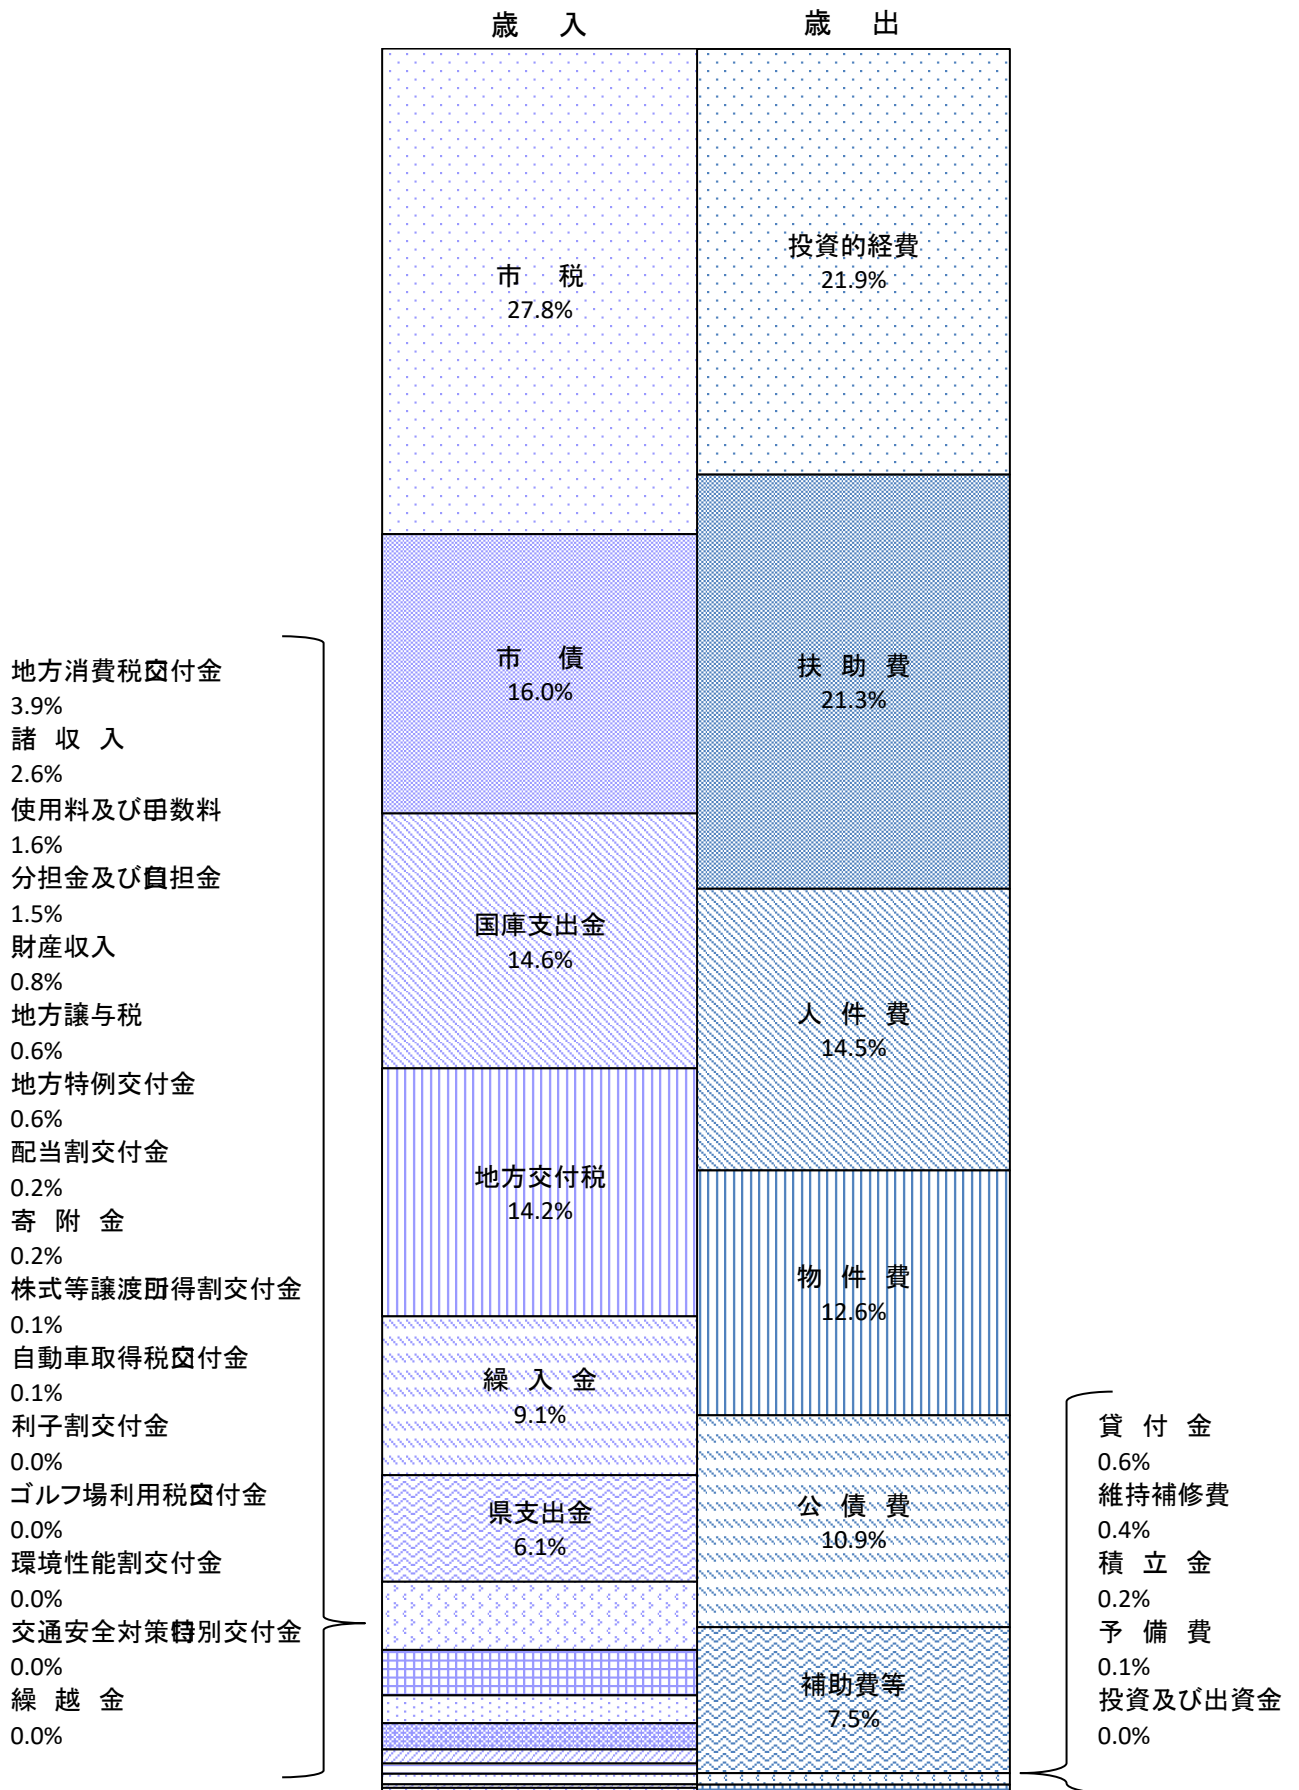 歳 入
歳 出
市 税
27.8%
市 債
16.0%
国庫支出金
14.6%
地方交付税
14.2%
繰 入 金
9.1%
県支出金
6.1%
投資的経費
21.9%
扶 助 費
21.3%
人 件 費
14.5%
物 件 費
12.6%
公 債 費
10.9%
補助費等
7.5%
地方消費税交付金
3.9%
諸 収 入
2.6%
使用料及び手数料
1.6%
分担金及び負担金
1.5%
財産収入
0.8%
地方譲与税
0.6%
地方特例交付金
0.6%
配当割交付金
0.2%
寄 附 金
0.2%
株式等譲渡所得割交付金
0.1%
自動車取得税交付金
0.1%
利子割交付金
0.0%
ゴルフ場利用税交付金
0.0%
環境性能割交付金
0.0%
交通安全対策特別交付金
0.0%
繰 越 金
0.0%
貸 付 金
0.6%
維持補修費
0.4%
積 立 金
0.2%
予 備 費
0.1%
投資及び出資金
0.0%